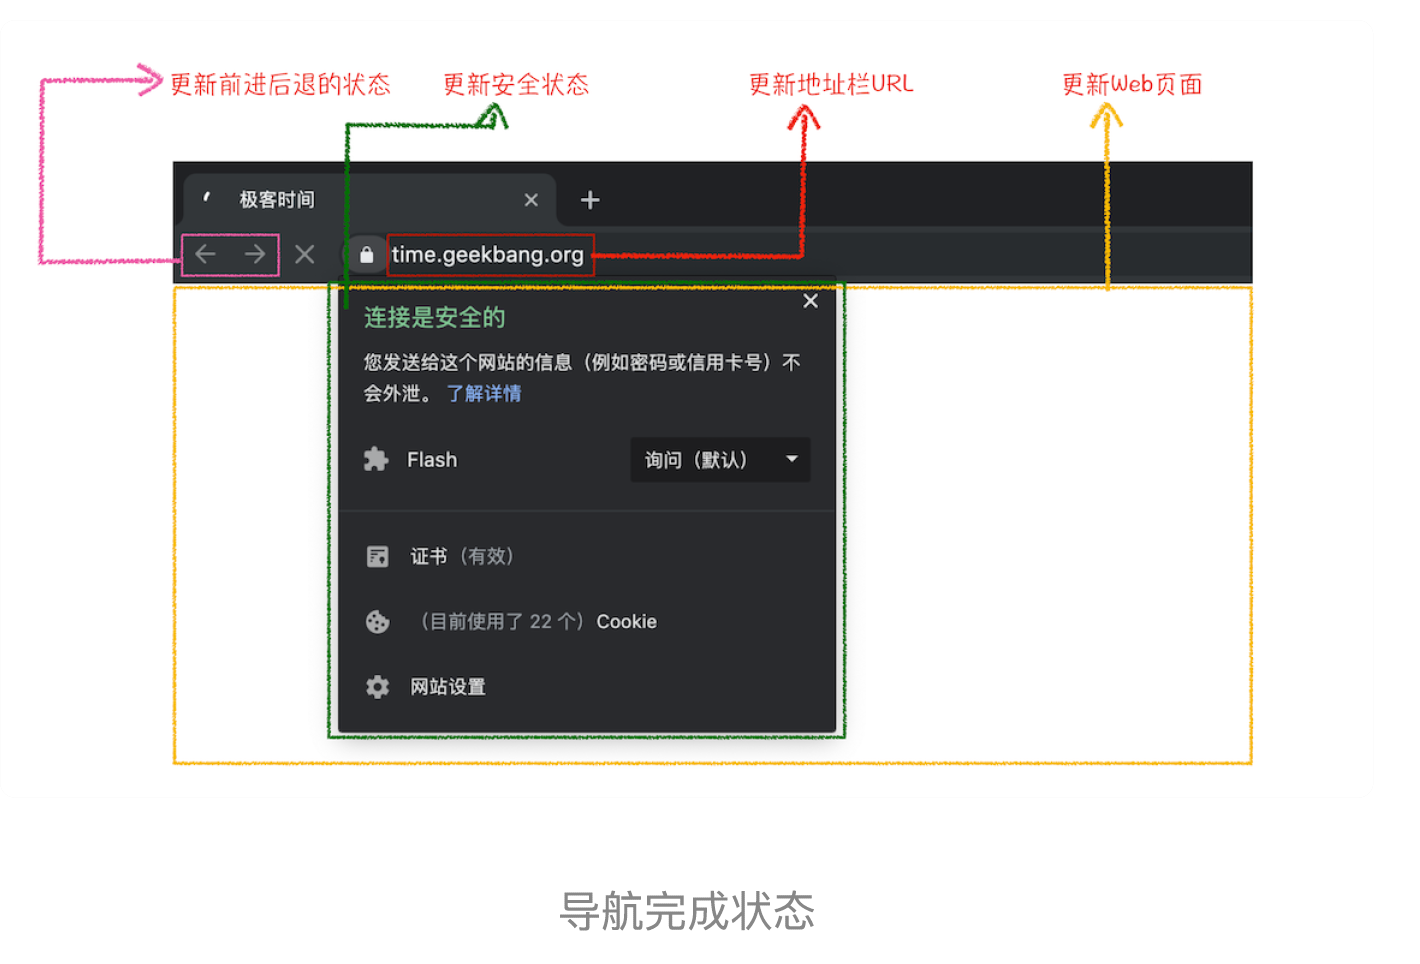 更新前进后退的状态
更新安全状态
更新地址栏URL
更新Web页面
极客时间
time.geekbang.org
连接是安全的
您发送给这个网站的信息（例如密码或信用卡号）不
会外泄。 了解详情
Flash
询问（默认）
证书（有效）
（目前使用了 22 个）Cookie
网站设置
导航完成状态